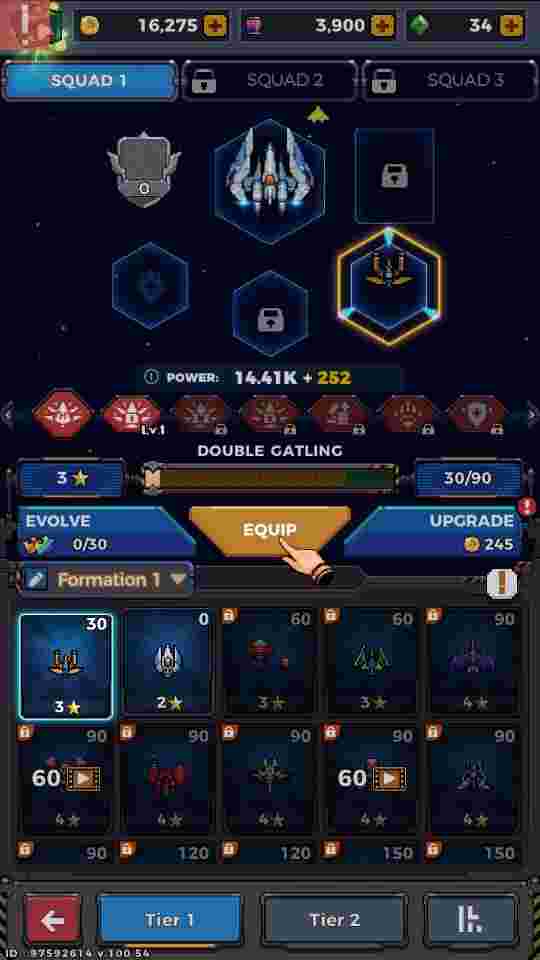 16,275
3,900
34
SQUAD 1
SQUAD 2
SQUAD 3
0
POWER: 14.41K + 252
Lv.1
DOUBLE GATLING
3
30/90
EVOLVE
0/30
EQUIP
UPGRADE
245
Formation 1
30
0
60
60
90
3
2
3
3
4
90
90
90
90
90
60
60
4
4
4
4
4
90
120
120
150
150
Tier 1
Tier 2
ID : 97592614 v.100.54